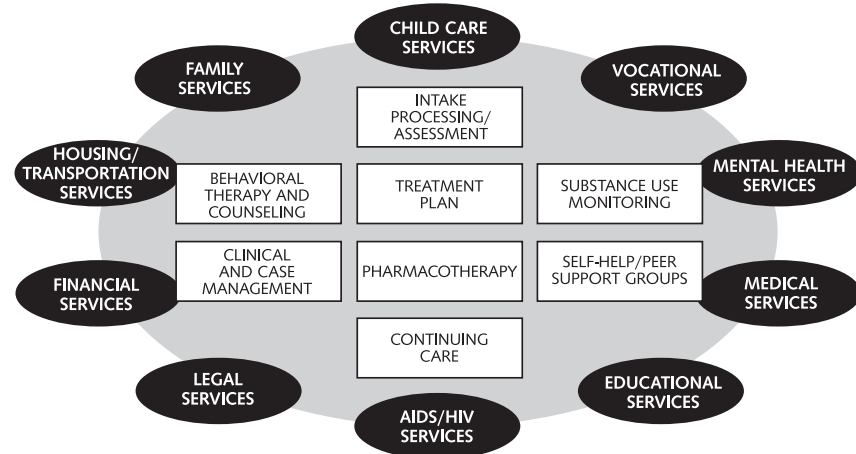 CHILD CARE
SERVICES
FAMILY
SERVICES
VOCATIONAL
SERVICES
INTAKE
PROCESSING/
ASSESSMENT
HOUSING/
TRANSPORTATION
SERVICES
BEHAVIORAL
THERAPY AND
COUNSELING
TREATMENT
PLAN
SUBSTANCE USE
MONITORING
MENTAL HEALTH
SERVICES
FINANCIAL
SERVICES
CLINICAL
AND CASE
MANAGEMENT
PHARMACOTHERAPY
SELF-HELP/PEER
SUPPORT GROUPS
MEDICAL
SERVICES
CONTINUING
CARE
LEGAL
SERVICES
EDUCATIONAL
SERVICES
AIDS/HIV
SERVICES